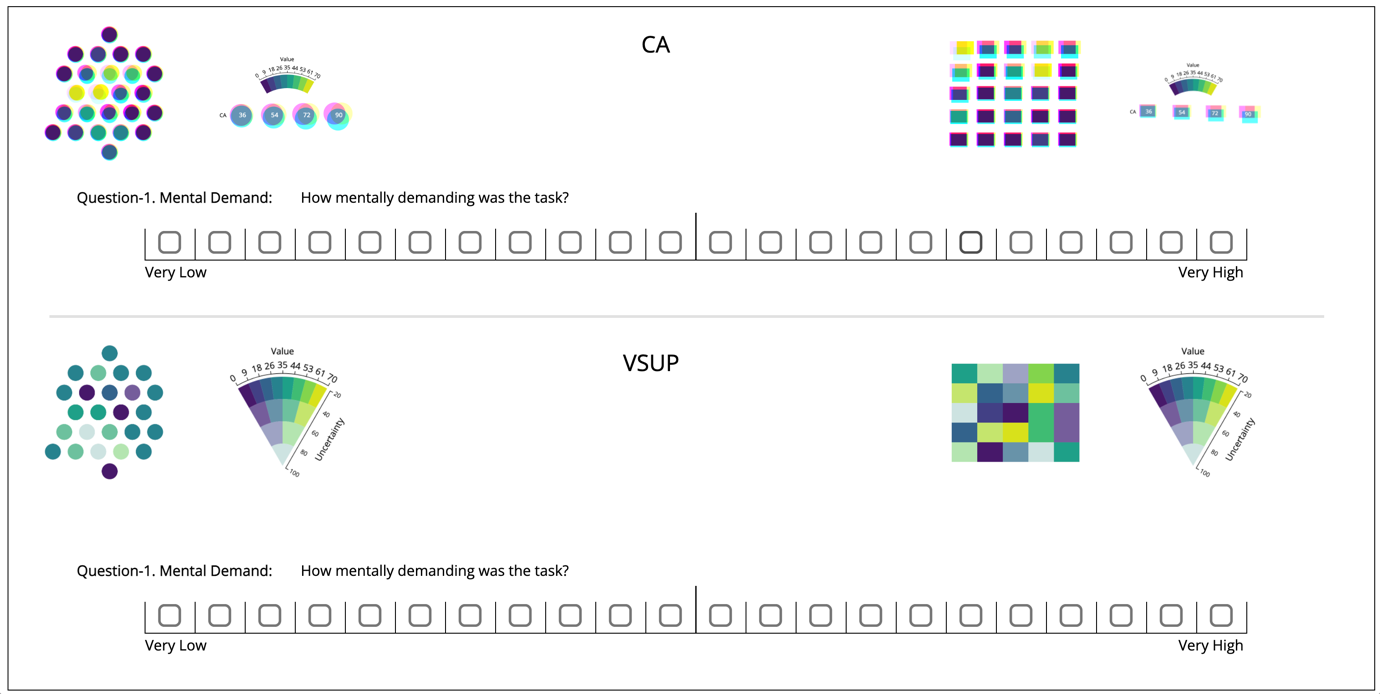 CA
Value
0 9 18 26 35 44 53 61 70
CA 36 54 72 90
Value
0 9 18 26 35 44 53 61 70
CA 36 54 72 90
Question-1. Mental Demand: How mentally demanding was the task?
Very Low Very High
VSUP
Value
0 9 18 26 35 44 53 61 70
20
40
60
80
100
Uncertainty
Value
0 9 18 26 35 44 53 61 70
20
40
60
80
100
Uncertainty
Question-1. Mental Demand: How mentally demanding was the task?
Very Low Very High